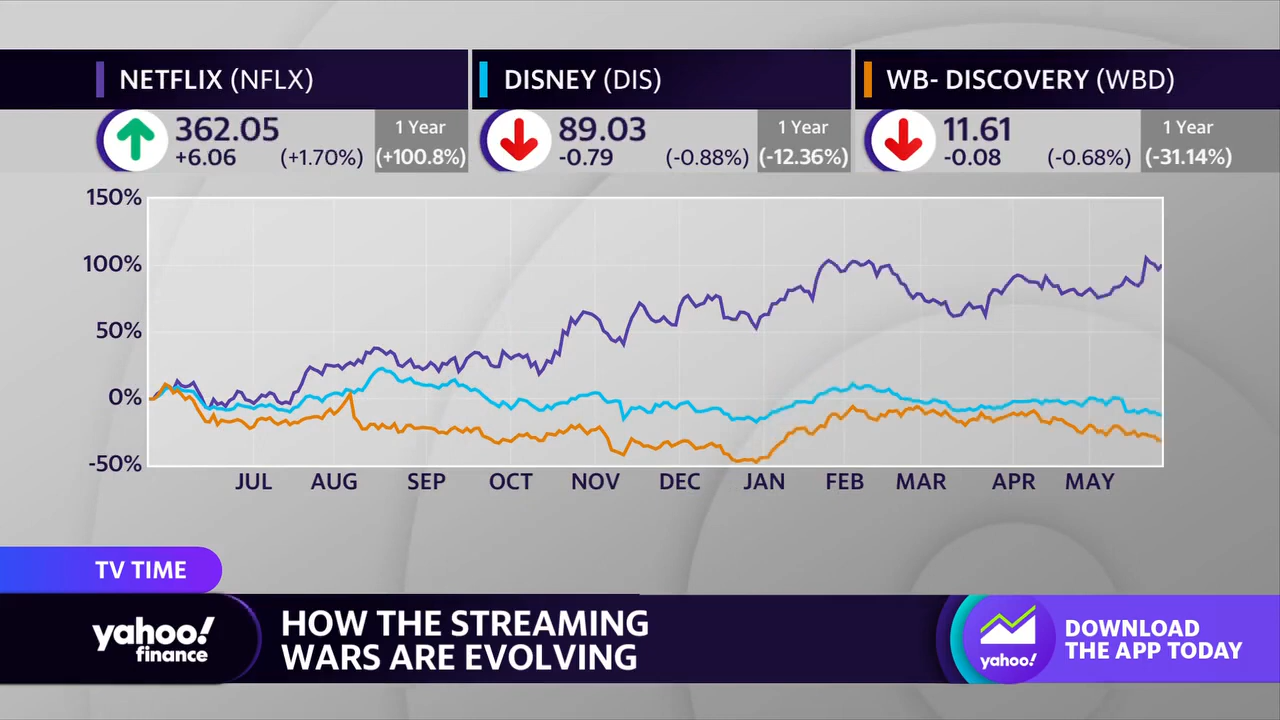 NETFLIX (NFLX)
DISNEY (DIS)
WB- DISCOVERY (WBD)
362.05
+6.06 (+1.70%)
1 Year
(+100.8%)
89.03
-0.79 (-0.88%)
1 Year
(-12.36%)
11.61
-0.08 (-0.68%)
1 Year
(-31.14%)
150%
100%
50%
0%
-50%
JUL AUG SEP OCT NOV DEC JAN FEB MAR APR MAY
TV TIME
yahoo!
finance
HOW THE STREAMING
WARS ARE EVOLVING
yahoo!
DOWNLOAD
THE APP TODAY